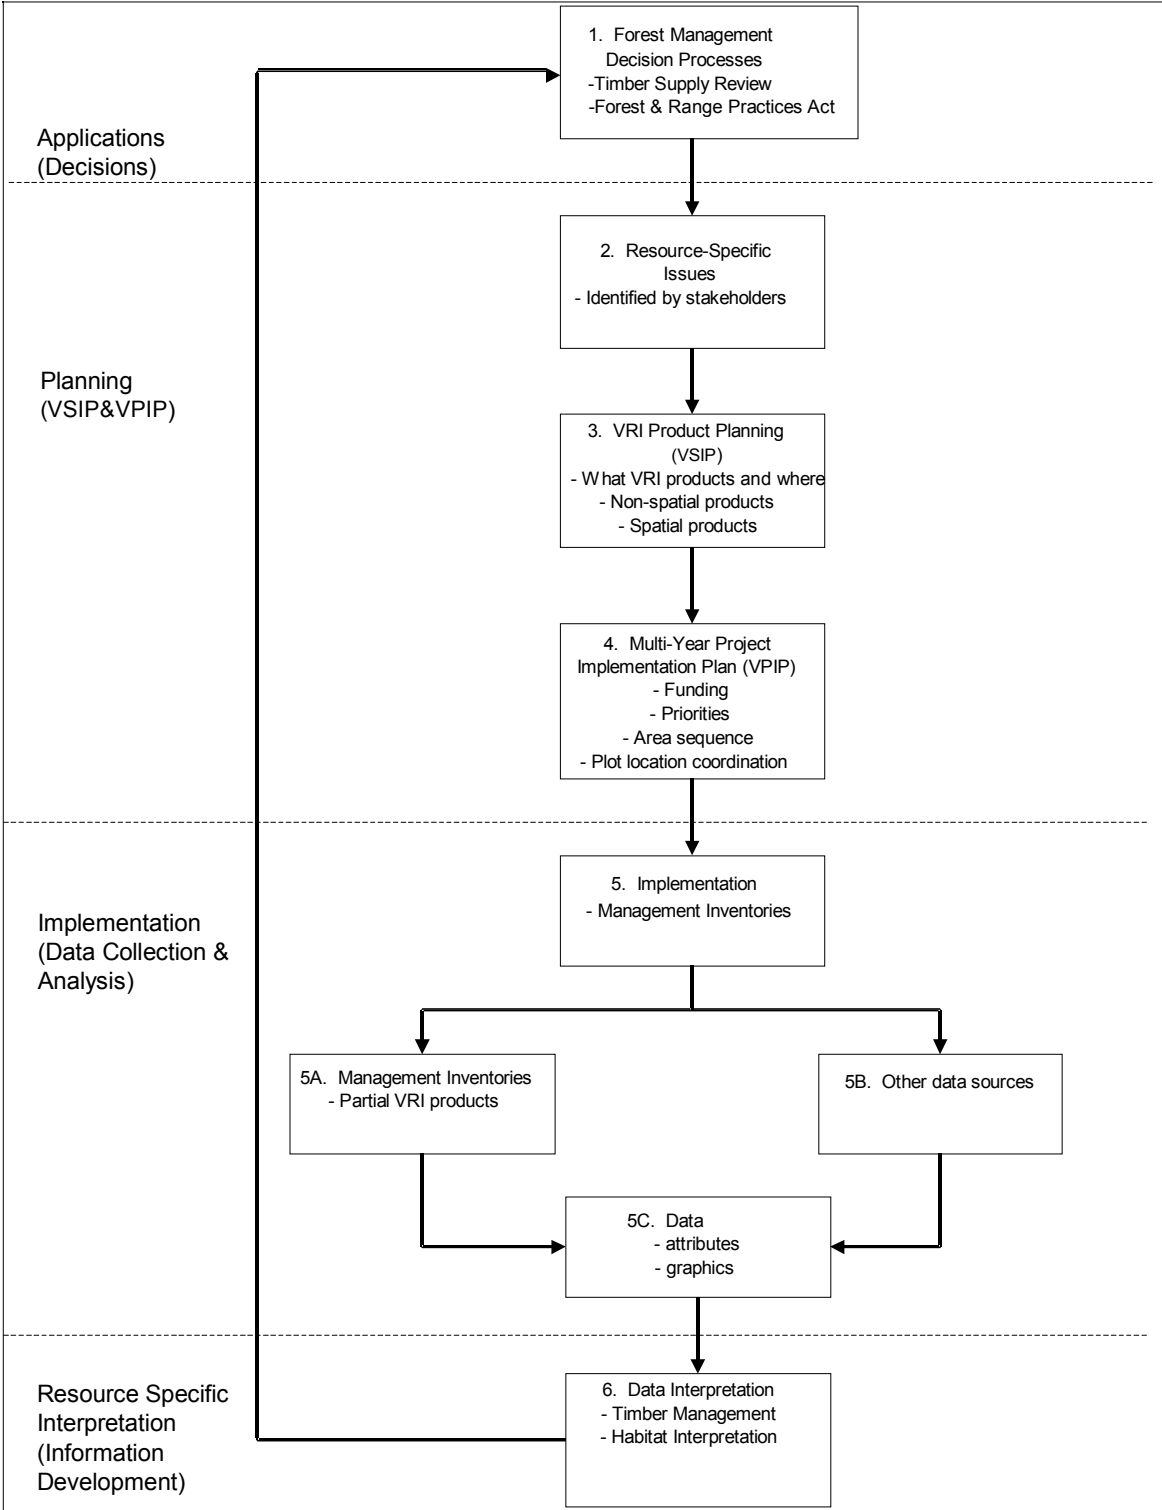 1. Forest Management
Decision Processes
-Timber Supply Review
-Forest & Range Practices Act
Applications
(Decisions)
2. Resource-Specific
Issues
- Identified by stakeholders
Planning
(VSIP&VPIP)
3. VRI Product Planning
(VSIP)
- What VRI products and where
- Non-spatial products
- Spatial products
4. Multi-Year Project
Implementation Plan (VPIP)
- Funding
- Priorities
- Area sequence
- Plot location coordination
5. Implementation
- Management Inventories
Implementation
(Data Collection &
Analysis)
5A. Management Inventories
- Partial VRI products
5B. Other data sources
5C. Data
- attributes
- graphics
Resource Specific
Interpretation
(Information
Development)
6. Data Interpretation
- Timber Management
- Habitat Interpretation